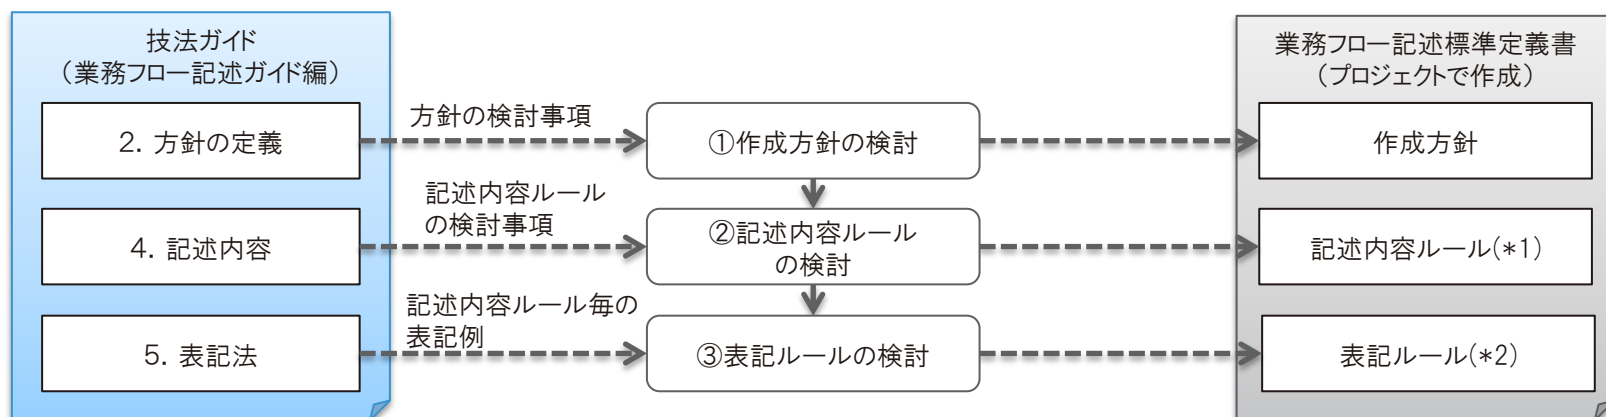 技法ガイド
（業務フロー記述ガイド編）
2．方針の定義
4．記述内容
5．表記法
方針の検討事項
記述内容ルール
の検討事項
記述内容ルール毎の
表記例
①作成方針の検討
②記述内容ルール
の検討
③表記ルールの検討
業務フロー記述標準定義書
（プロジェクトで作成）
作成方針
記述内容ルール(*1)
表記ルール(*2)